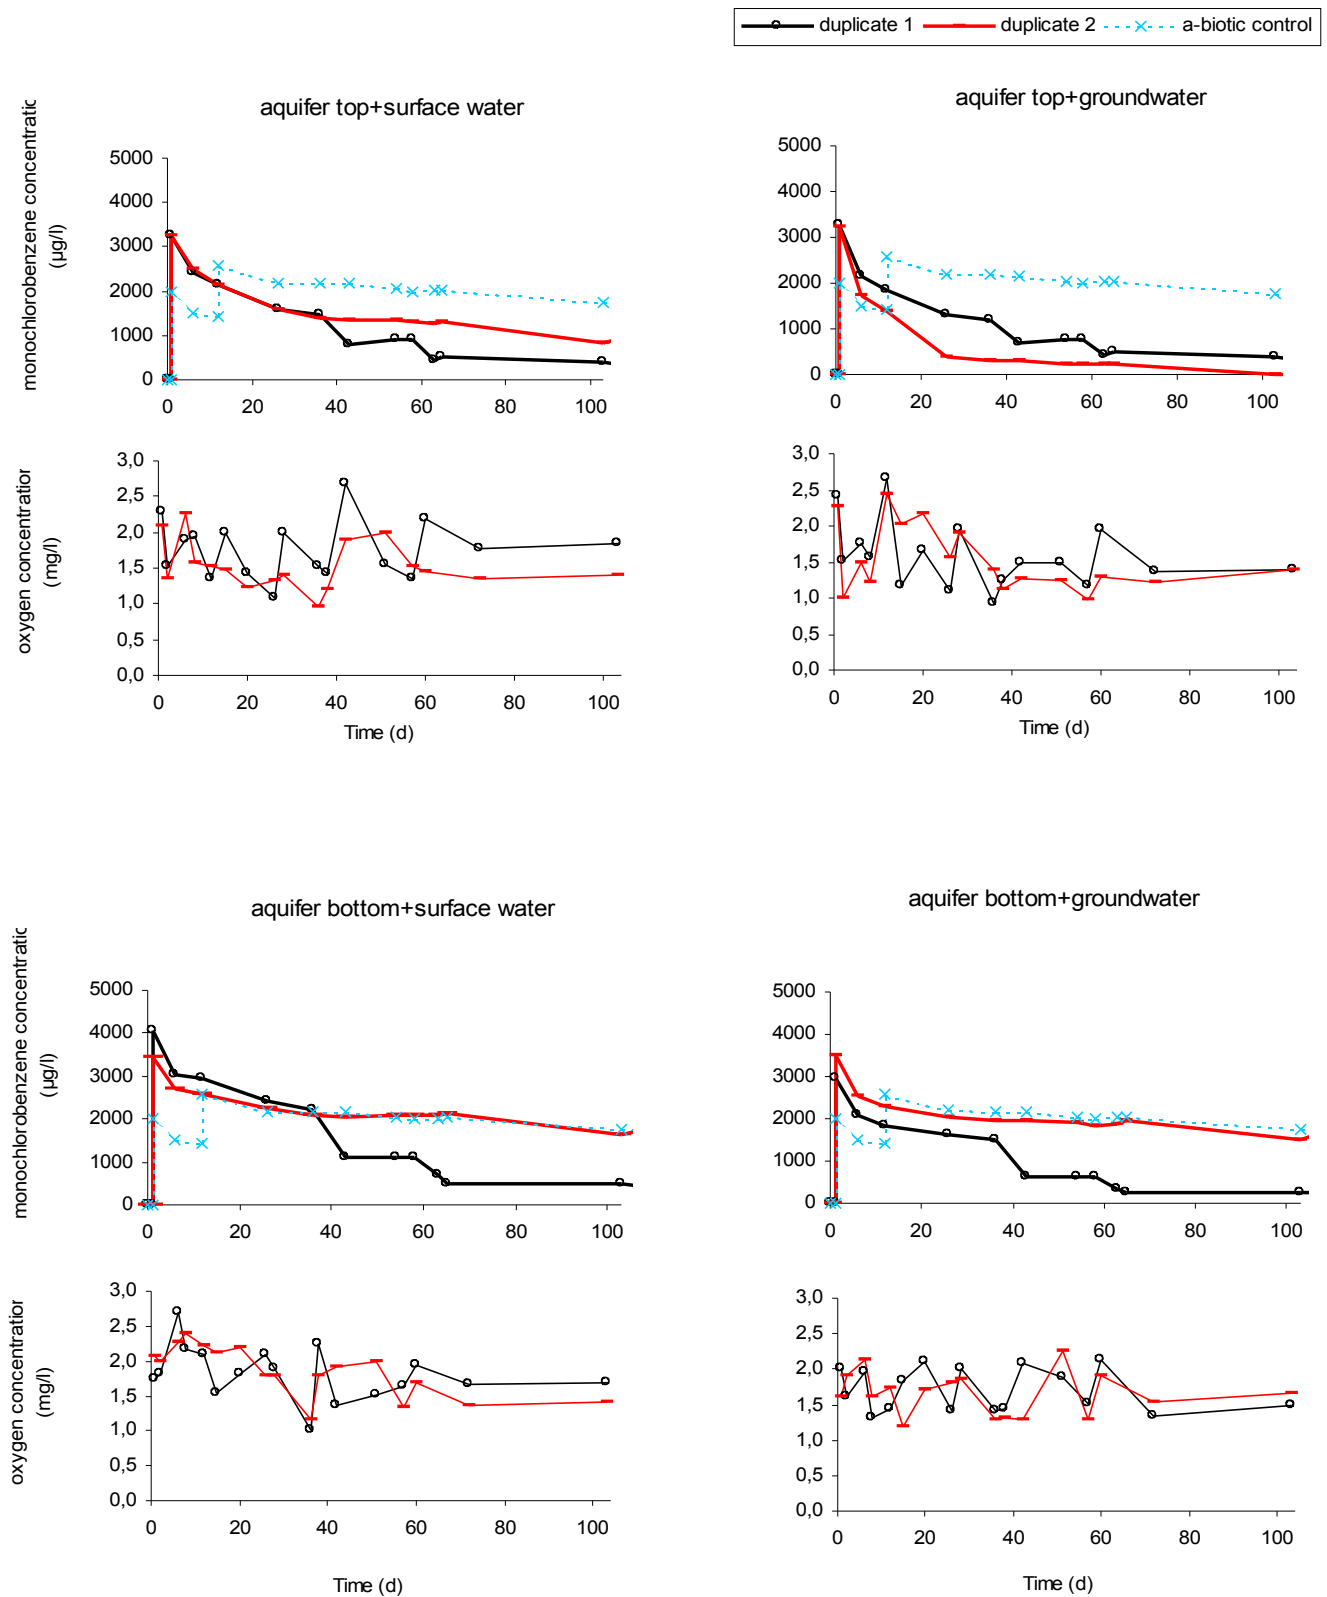 duplicate 1 duplicate 2 a-biotic control
aquifer top+surface water
monochlorobenzene concentratic
(µg/l)
5000
4000
3000
2000
1000
0
0 20 40 60 80 100
oxygen concentration
(mg/l)
3,0
2,5
2,0
1,5
1,0
0,5
0,0
0 20 40 60 80 100
Time (d)
aquifer top+groundwater
5000
4000
3000
2000
1000
0
0 20 40 60 80 100
3,0
2,5
2,0
1,5
1,0
0,5
0,0
0 20 40 60 80 100
Time (d)
aquifer bottom+surface water
monochlorobenzene concentratic
(µg/l)
5000
4000
3000
2000
1000
0
0 20 40 60 80 100
oxygen concentration
(mg/l)
3,0
2,5
2,0
1,5
1,0
0,5
0,0
0 20 40 60 80 100
Time (d)
aquifer bottom+groundwater
5000
4000
3000
2000
1000
0
0 20 40 60 80 100
3,0
2,5
2,0
1,5
1,0
0,5
0,0
0 20 40 60 80 100
Time (d)